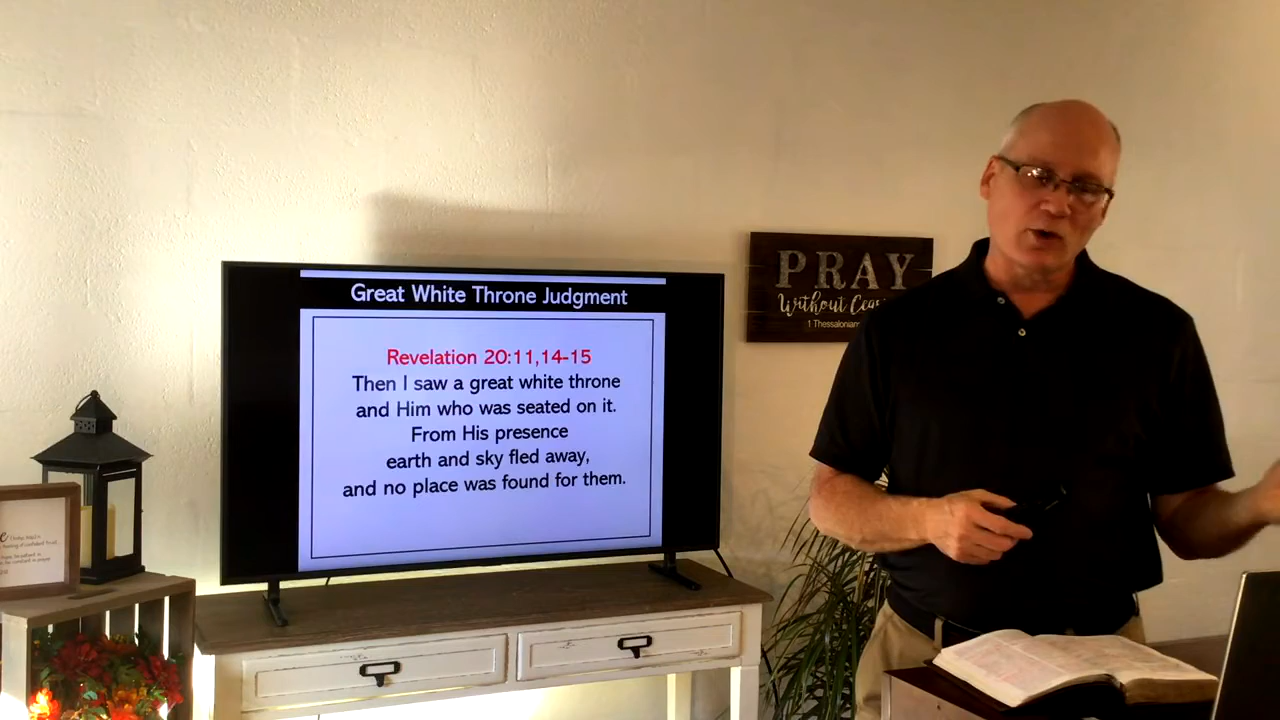 Great White Throne Judgment
Revelation 20:11,14-15
Then I saw a great white throne
and Him who was seated on it.
From His presence
earth and sky fled away,
and no place was found for them.
PRAY
Without
1